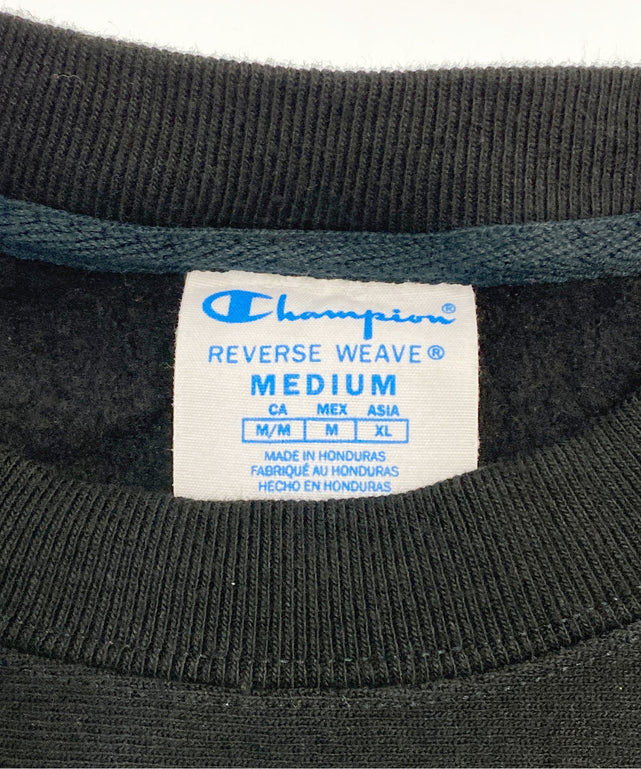 Champion®
REVERSE WEAVE®
MEDIUM
CA MEX ASIA
M/M M XL
MADE IN HONDURAS
FABRIQUÉ AU HONDURAS
HECHO EN HONDURAS